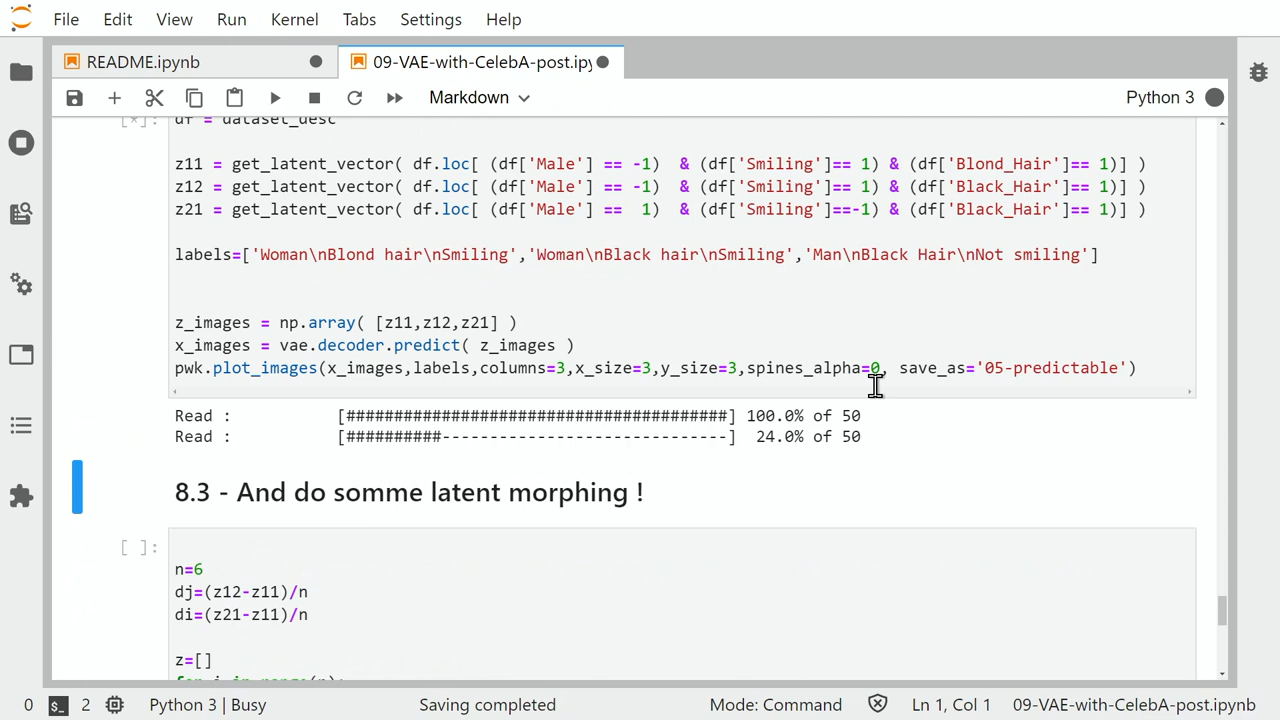 File Edit View Run Kernel Tabs Settings Help
README.ipynb 09-VAE-with-CelebA-post.ipy
Markdown Python 3
[*]: df = dataset_desc
z11 = get_latent_vector( df.loc[ (df['Male'] == -1)  & (df['Smiling']== 1) & (df['Blond_Hair']== 1)] )
z12 = get_latent_vector( df.loc[ (df['Male'] == -1)  & (df['Smiling']== 1) & (df['Black_Hair']== 1)] )
z21 = get_latent_vector( df.loc[ (df['Male'] ==  1)  & (df['Smiling']==-1) & (df['Black_Hair']== 1)] )
labels=['Woman\nBlond hair\nSmiling','Woman\nBlack hair\nSmiling','Man\nBlack Hair\nNot smiling']
z_images = np.array( [z11,z12,z21] )
x_images = vae.decoder.predict( z_images )
pwk.plot_images(x_images,labels,columns=3,x_size=3,y_size=3,spines_alpha=0, save_as='05-predictable')
Read : [########################################] 100.0% of 50
Read : [##########------------------------------] 24.0% of 50
8.3 - And do somme latent morphing !
[ ]:
n=6
dj=(z12-z11)/n
di=(z21-z11)/n
z=[]
for i in range(n):
0 2 Python 3 | Busy Saving completed Mode: Command Ln 1, Col 1 09-VAE-with-CelebA-post.ipynb